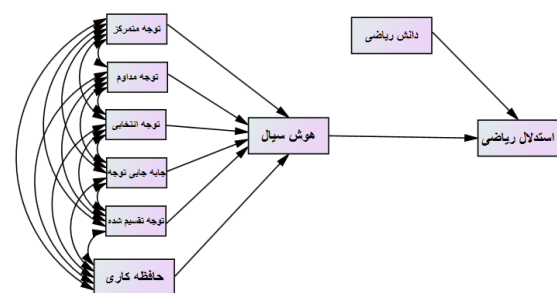 توجه متمرکز
دانش ریاضی
توجه مداوم
توجه انتخابی
هوش سیال
استدلال ریاضی
جابه جایی توجه
توجه تقسیم شده
حافظه کاری